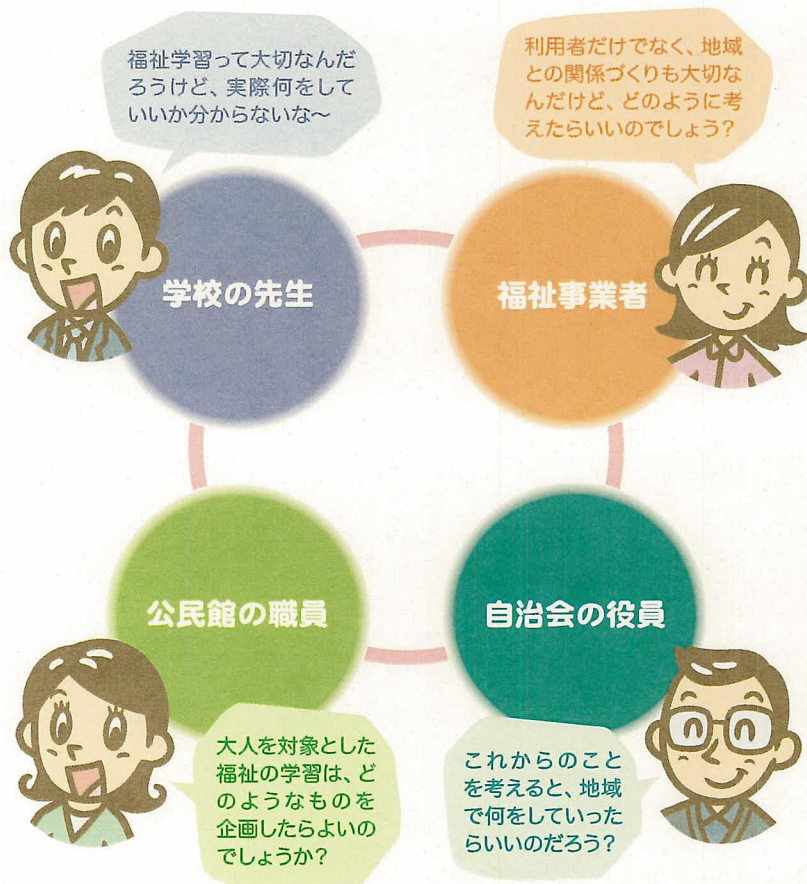 福祉学習って大切なんだ
ろうけど、実際何をして
いいか分からないな～
利用者だけでなく、地域
との関係づくりも大切な
んだけど、どのように考
えたらいいのでしょう?
学校の先生
福祉事業者
公民館の職員
自治会の役員
大人を対象とした
福祉の学習は、ど
のようなものを
企画したらよいの
でしょうか?
これからのこと
を考えると、地域
で何をしていった
らいいのだろう?